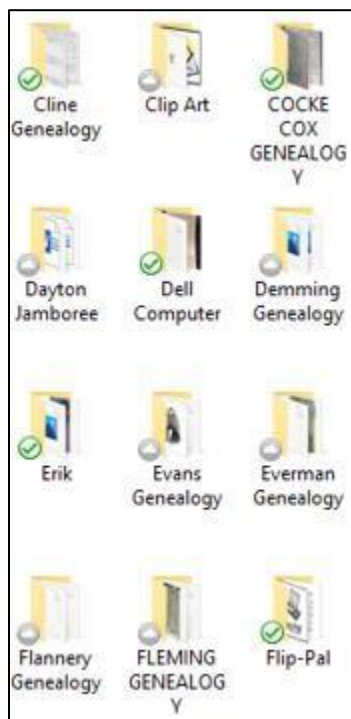 Cline
Genealogy
Clip Art
COCKE
COX
GENEALOG
Y
Dayton
Jamboree
Dell
Computer
Demming
Genealogy
Erik
Evans
Genealogy
Everman
Genealogy
Flannery
Genealogy
FLEMING
GENEALOG
Y
Flip-Pal